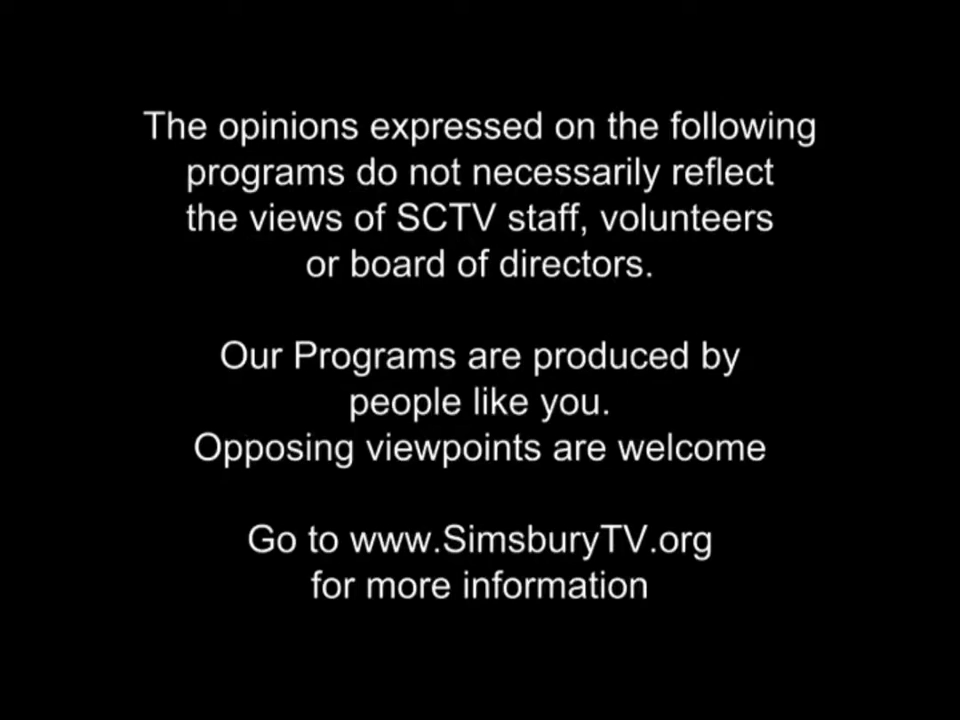 The opinions expressed on the following
programs do not necessarily reflect
the views of SCTV staff, volunteers
or board of directors.
Our Programs are produced by
people like you.
Opposing viewpoints are welcome
Go to www.SimsburyTV.org
for more information